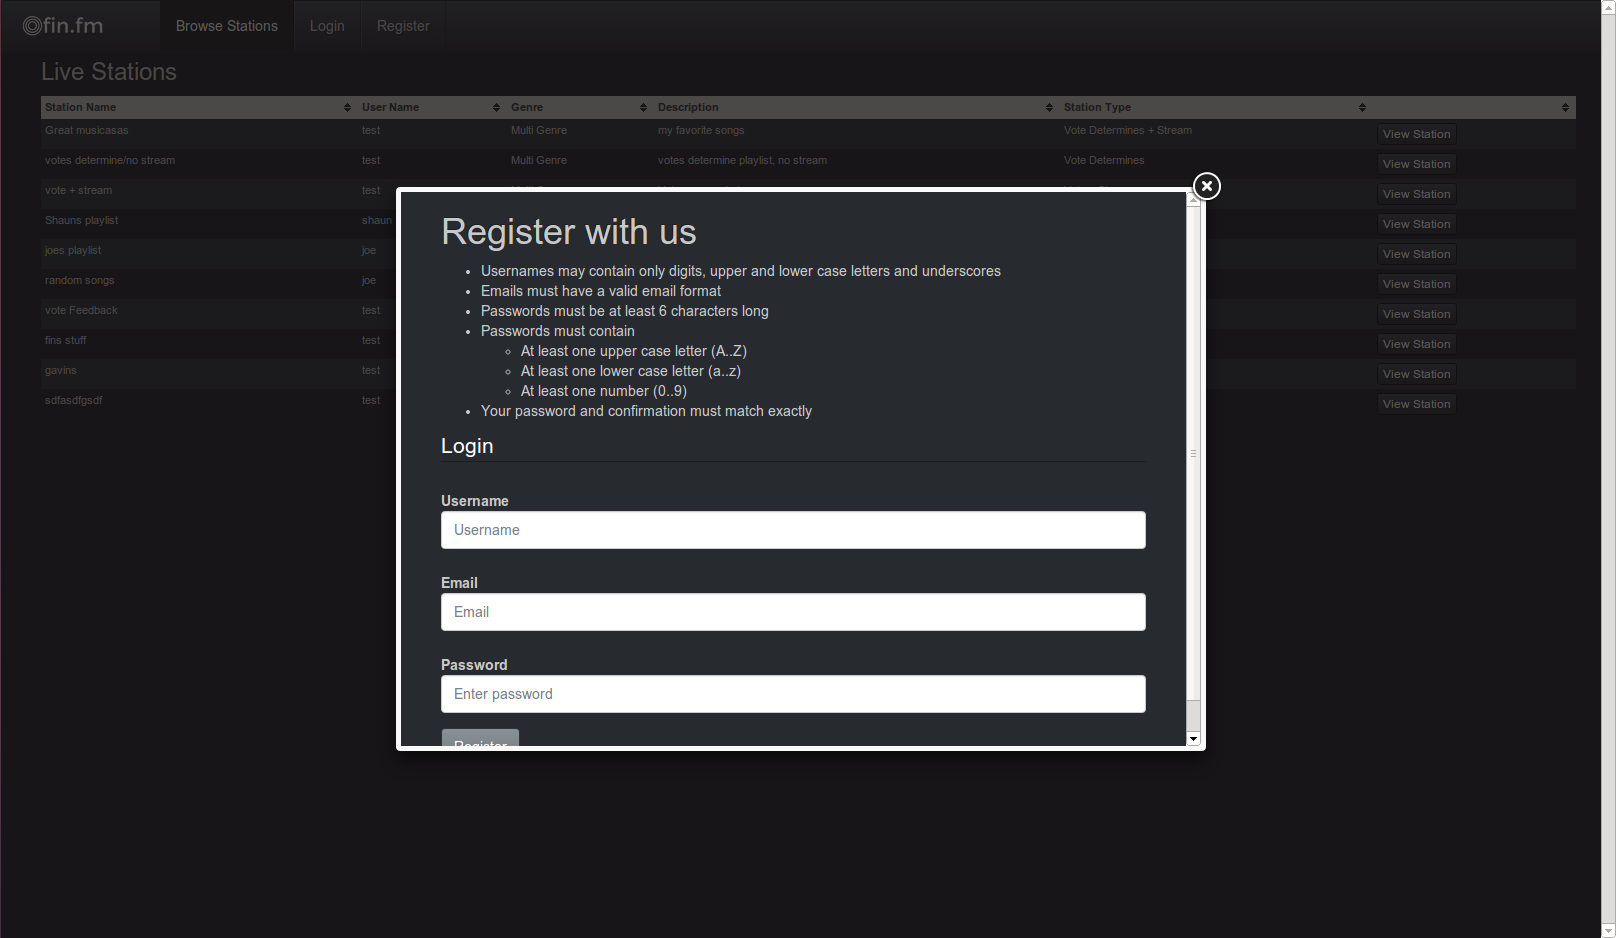 fin.fm Browse Stations Login Register
Live Stations
Station Name User Name Genre Description Station Type
Great musicasas test Multi Genre my favorite songs Vote Determines + Stream View Station
votes determine/no stream test Multi Genre votes determine playlist, no stream Vote Determines View Station
vote + stream test View Station
Shauns playlist shaun View Station
joes playlist joe View Station
random songs joe View Station
vote Feedback test View Station
fins stuff test View Station
gavins test View Station
sdfasdfgsdf test View Station
Register with us
Usernames may contain only digits, upper and lower case letters and underscores
Emails must have a valid email format
Passwords must be at least 6 characters long
Passwords must contain
At least one upper case letter (A..Z)
At least one lower case letter (a..z)
At least one number (0..9)
Your password and confirmation must match exactly
Login
Username
Username
Email
Email
Password
Enter password
Register